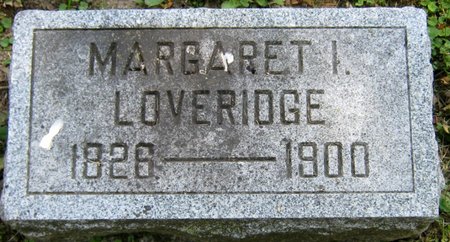 MARGARET I.
LOVERIDGE
1826 — 1900